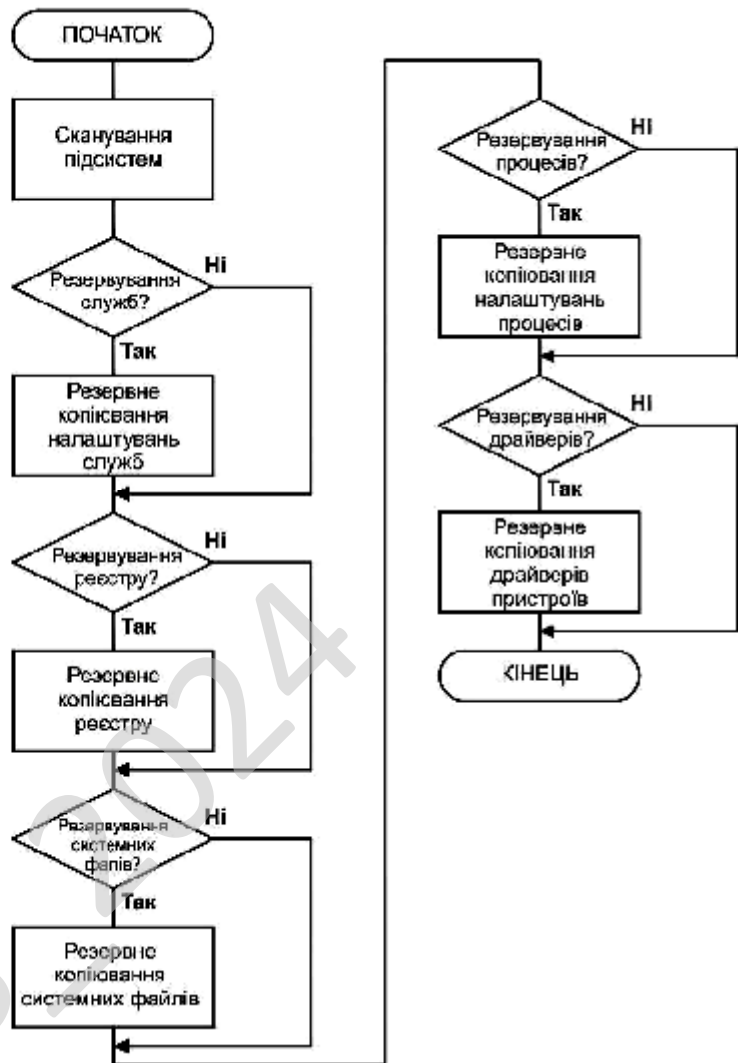 ПОЧАТОК
Сканування
підсистем
Резервування
служб?
Ні
Так
Резервне
копіювання
налаштувань
служб
Резервування
реєстру?
Ні
Так
Резервне
копіювання
реєстру
Резервування
системних
фапів?
Ні
Так
Резервне
копіювання
системних файлів
Резервування
процесів?
Ні
Так
Резервне
копіювання
налаштувань
процесів
Резервування
драйверів?
Ні
Так
Резервне
копіювання
драйверів
пристроїв
КІНЕЦЬ
_2024